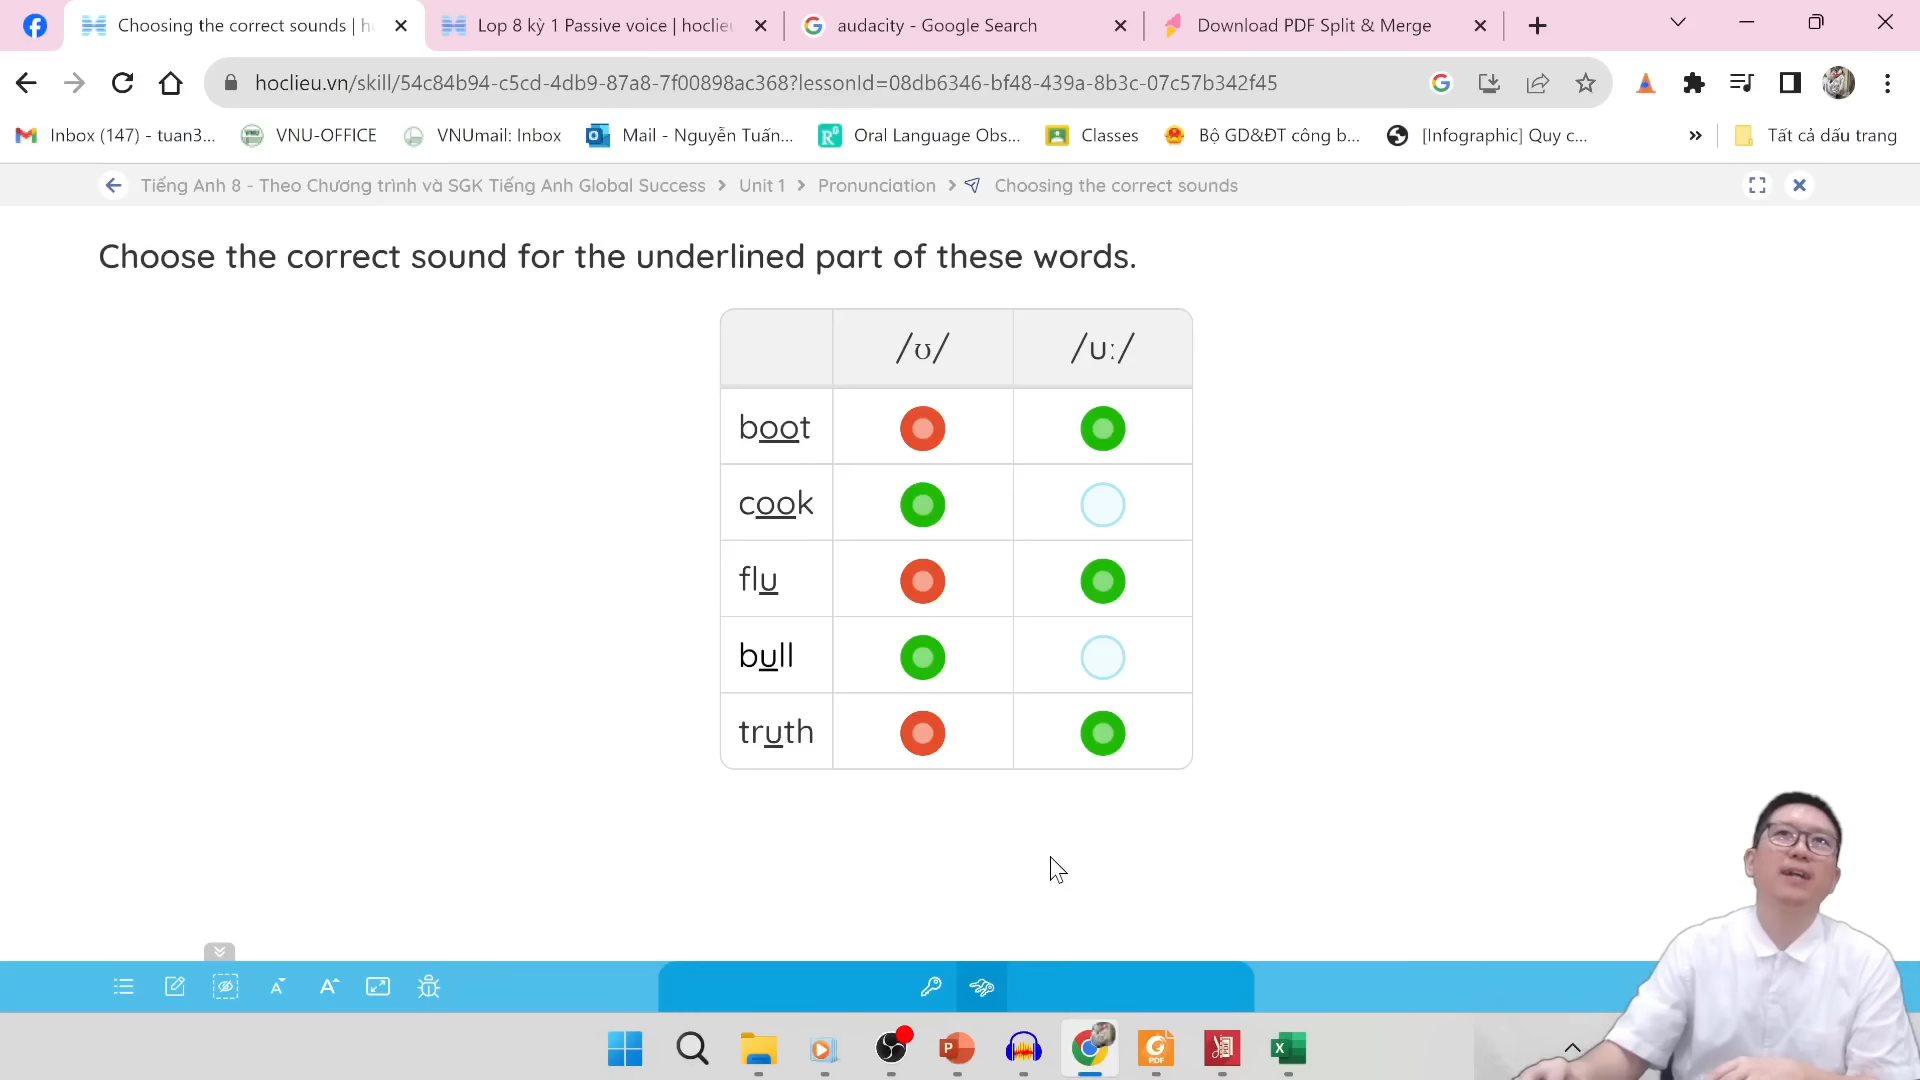 Choosing the correct sounds | ho
Lop 8 kỳ 1 Passive voice | hoclieu
audacity - Google Search
Download PDF Split & Merge
hoclieu.vn/skill/54c84b94-c5cd-4db9-87a8-7f00898ac368?lessonId=08db6346-bf48-439a-8b3c-07c57b342f45
Inbox (147) - tuan3...
VNU-OFFICE
VNUmail: Inbox
Mail - Nguyễn Tuấn...
Oral Language Obs...
Classes
Bộ GD&ĐT công b...
[Infographic] Quy c...
Tất cả dấu trang
Tiếng Anh 8 - Theo Chương trình và SGK Tiếng Anh Global Success > Unit 1 > Pronunciation > Choosing the correct sounds
Choose the correct sound for the underlined part of these words.
/ʊ/ /uː/
boot
cook
flu
bull
truth